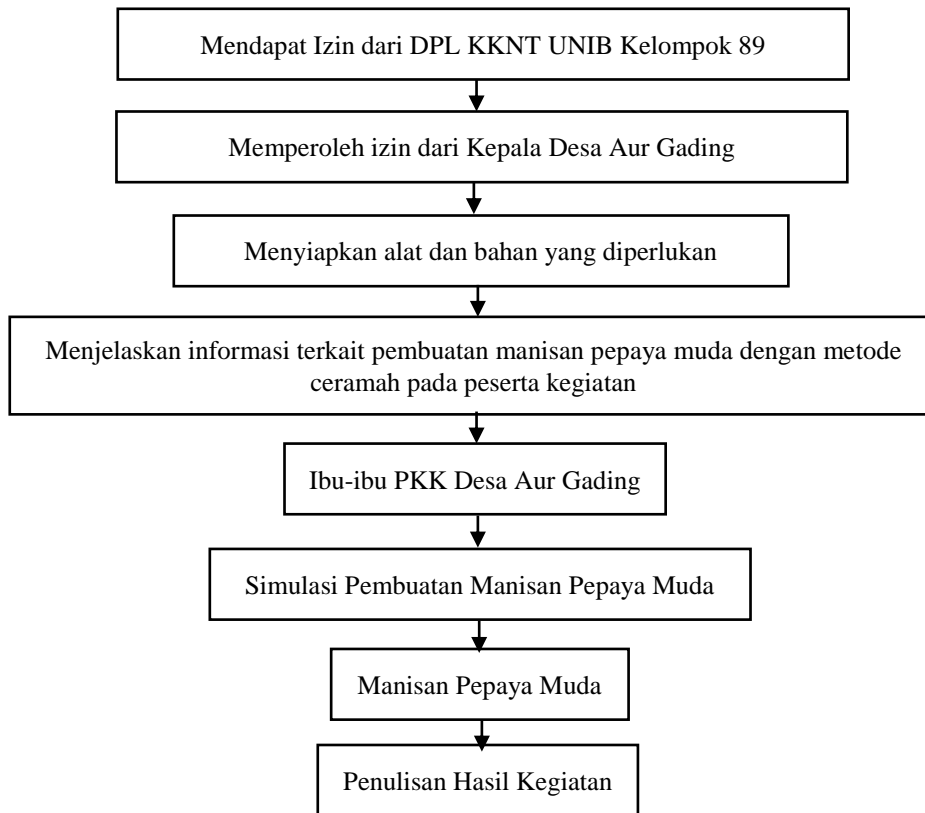 Mendapat Izin dari DPL KKNT UNIB Kelompok 89
Memperoleh izin dari Kepala Desa Aur Gading
Menyiapkan alat dan bahan yang diperlukan
Menjelaskan informasi terkait pembuatan manisan pepaya muda dengan metode
ceramah pada peserta kegiatan
Ibu-ibu PKK Desa Aur Gading
Simulasi Pembuatan Manisan Pepaya Muda
Manisan Pepaya Muda
Penulisan Hasil Kegiatan